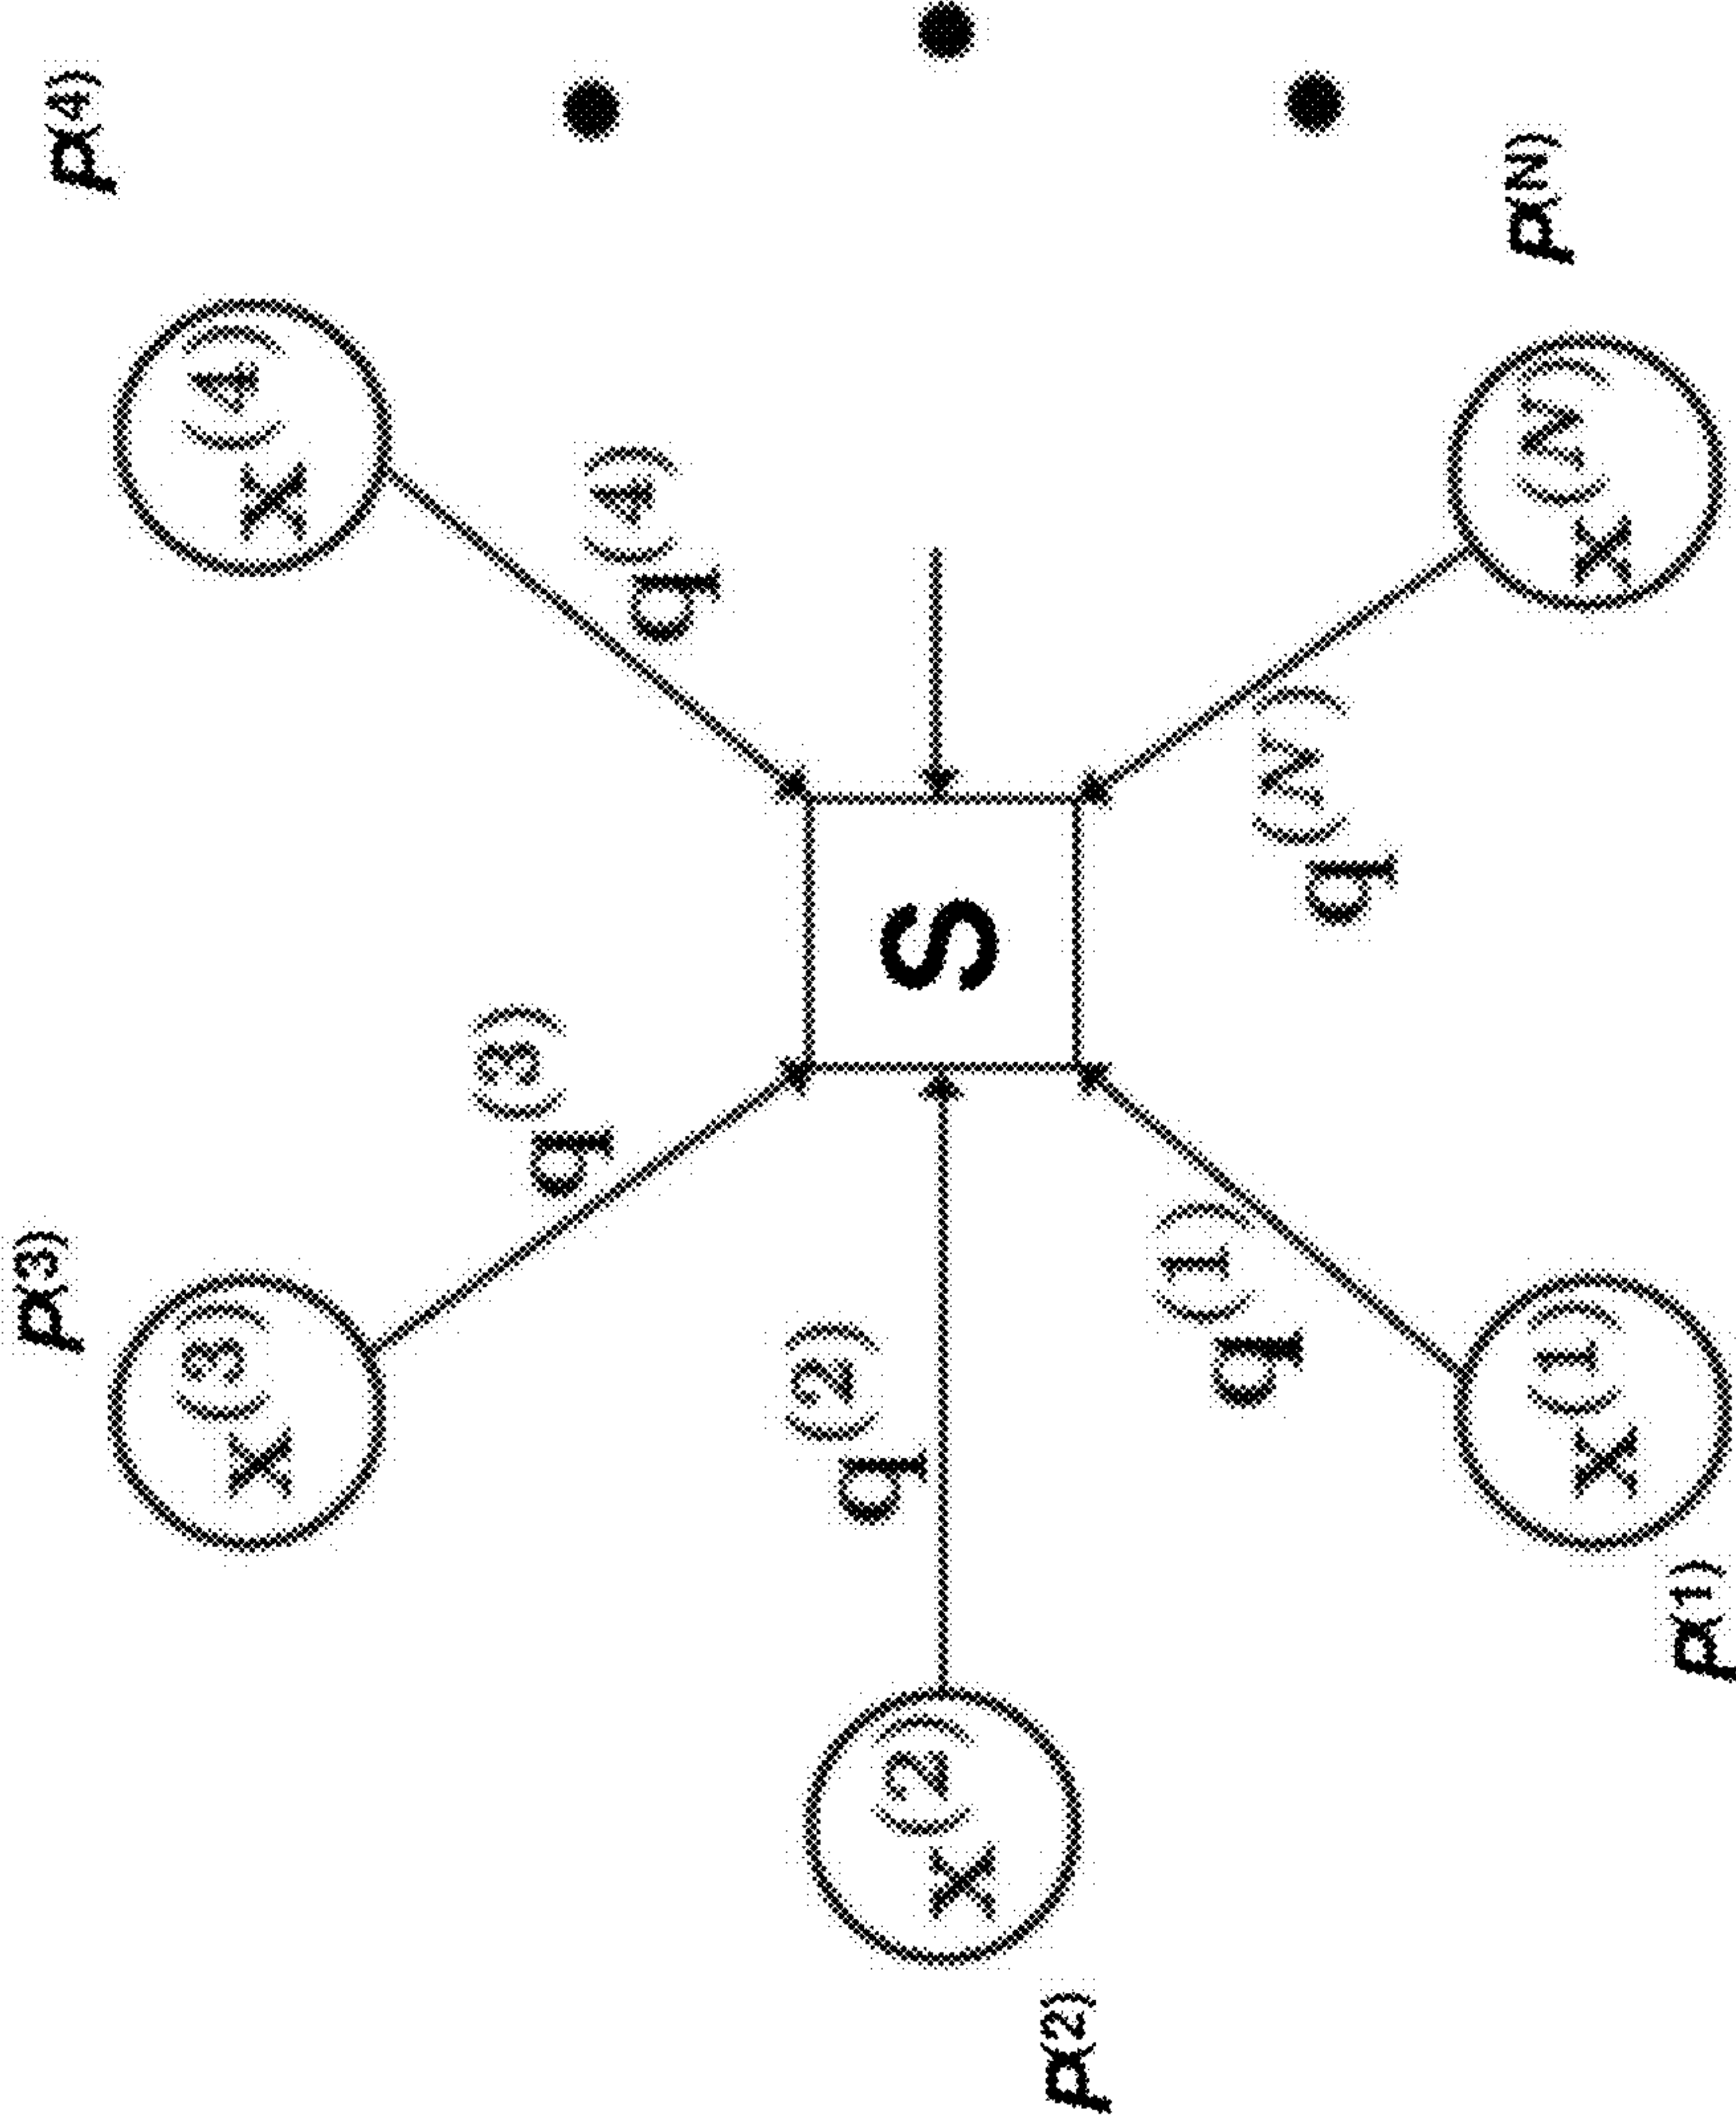 p(3)
p(4)
x(3)
x(4)
q(3)
q(4)
q(2)
x(2)
S
p(2)
q(1)
q(N)
p(N)
x(1)
x(N)
p(1)